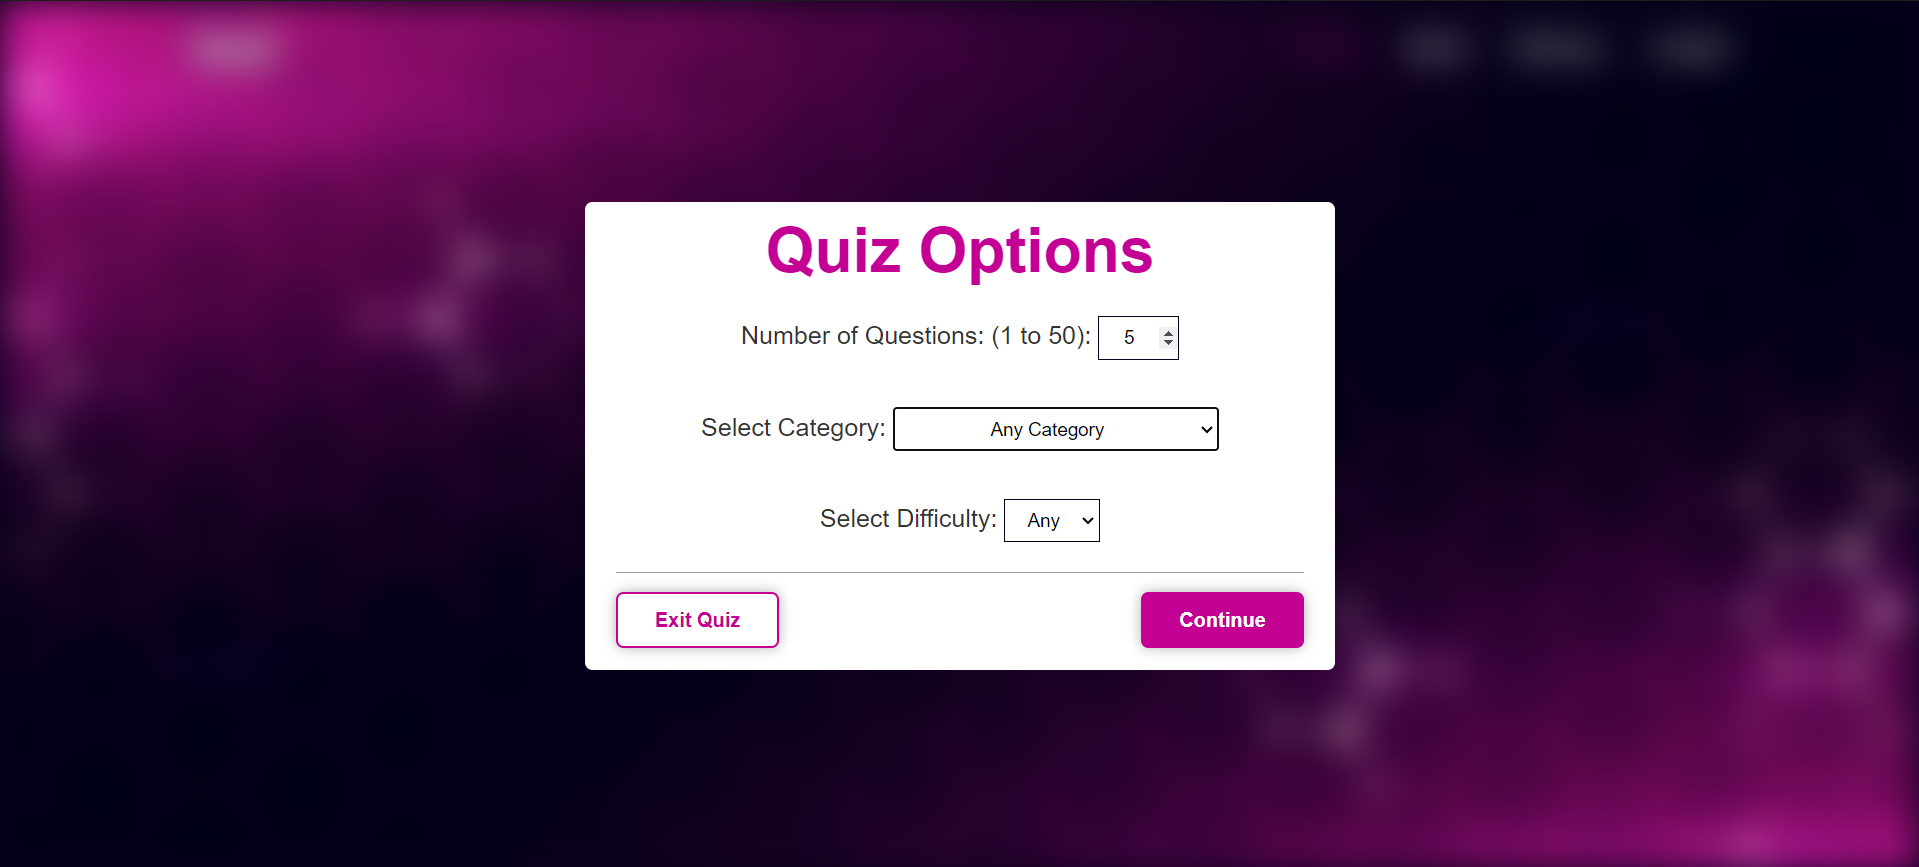 Quiz Options
Number of Questions: (1 to 50): 5
Select Category: Any Category
Select Difficulty: Any
Exit Quiz
Continue